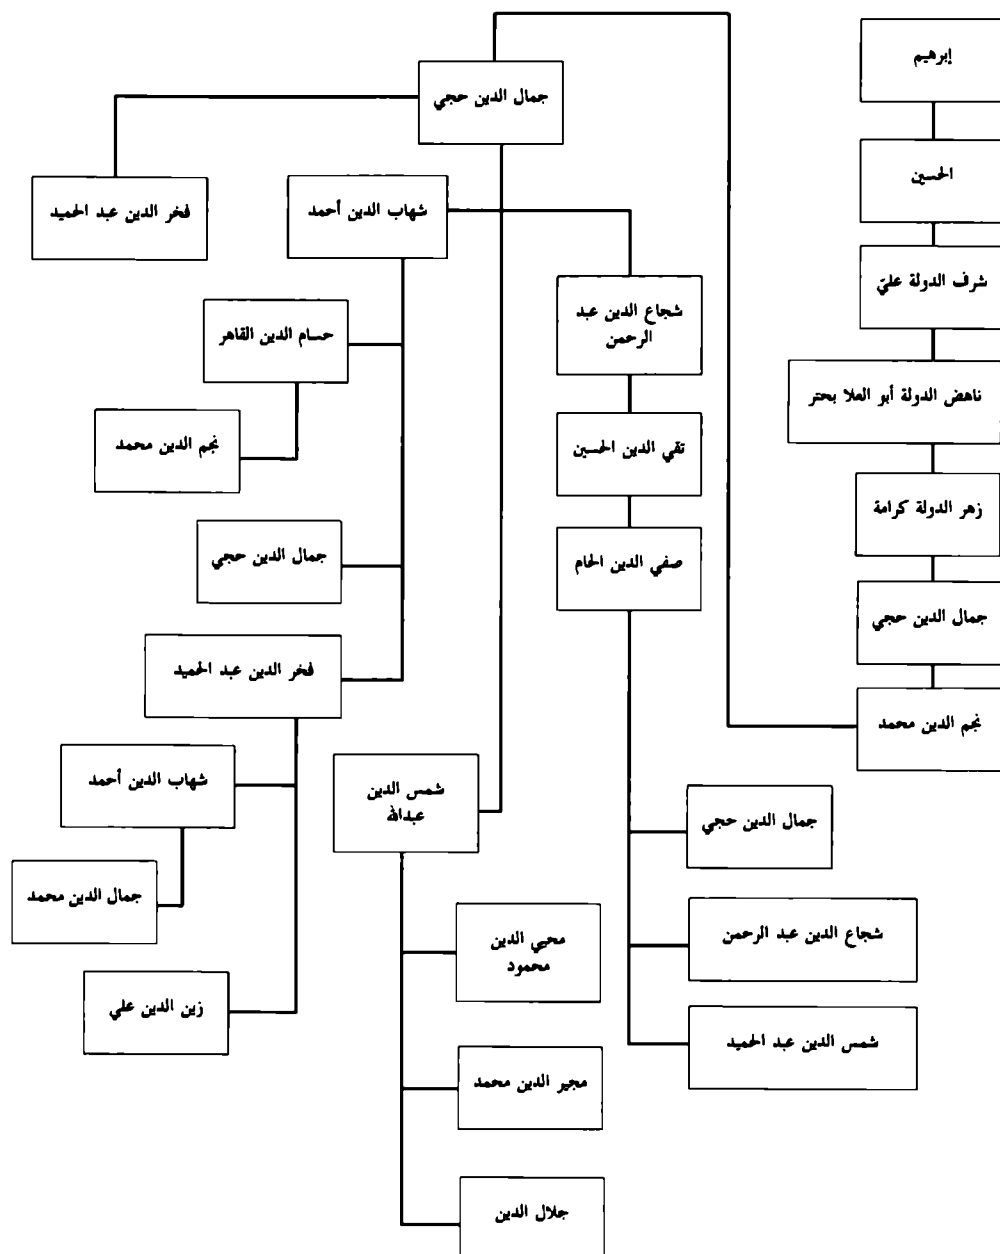 إبرهيم
الحسين
شرف الدولة عليّ
ناهض الدولة أبو العلا بحتر
زهر الدولة كرامة
جمال الدين حجي
نجم الدين محمد
جمال الدين حجي
فخر الدين عبد الحميد
شهاب الدين أحمد
شجاع الدين عبد
الرحمن
تقي الدين الحسين
صفي الدين الحام
جمال الدين حجي
شجاع الدين عبد الرحمن
شمس الدين عبد الحميد
حسام الدين القاهر
نجم الدين محمد
جمال الدين حجي
فخر الدين عبد الحميد
شهاب الدين أحمد
جمال الدين محمد
زين الدين علي
شمس الدين
عبدالله
محيي الدين
محمود
مجير الدين محمد
جلال الدين